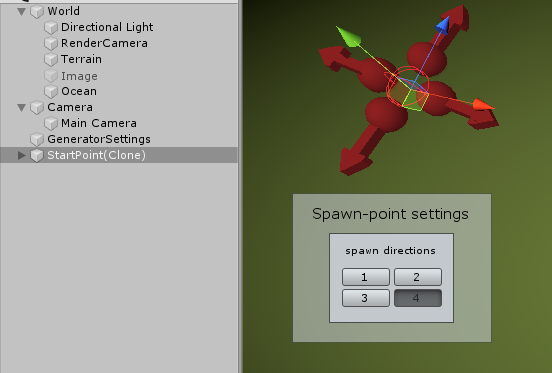 World
Directional Light
RenderCamera
Terrain
Image
Ocean
Camera
Main Camera
GeneratorSettings
StartPoint(Clone)
Spawn-point settings
spawn directions
1 2
3 4